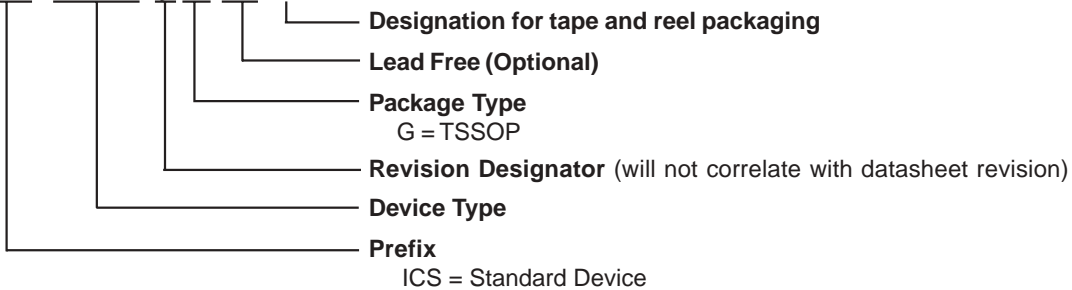 Designation for tape and reel packaging
Lead Free (Optional)
Package Type
G = TSSOP
Revision Designator (will not correlate with datasheet revision)
Device Type
Prefix
ICS = Standard Device